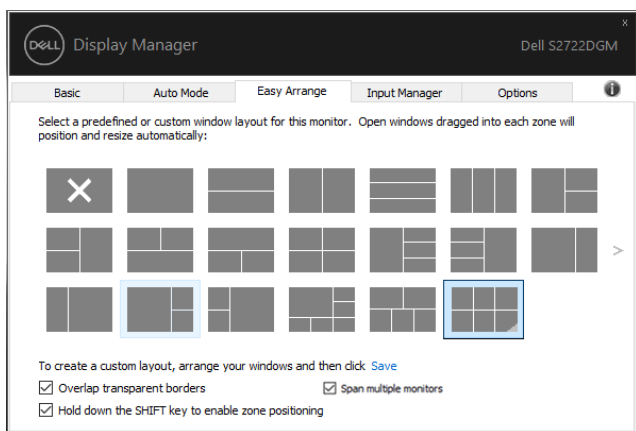 x
DELL Display Manager Dell S2722DGM
Basic Auto Mode Easy Arrange Input Manager Options i
Select a predefined or custom window layout for this monitor. Open windows dragged into each zone will
position and resize automatically:
>
To create a custom layout, arrange your windows and then click Save
Overlap transparent borders Span multiple monitors
Hold down the SHIFT key to enable zone positioning